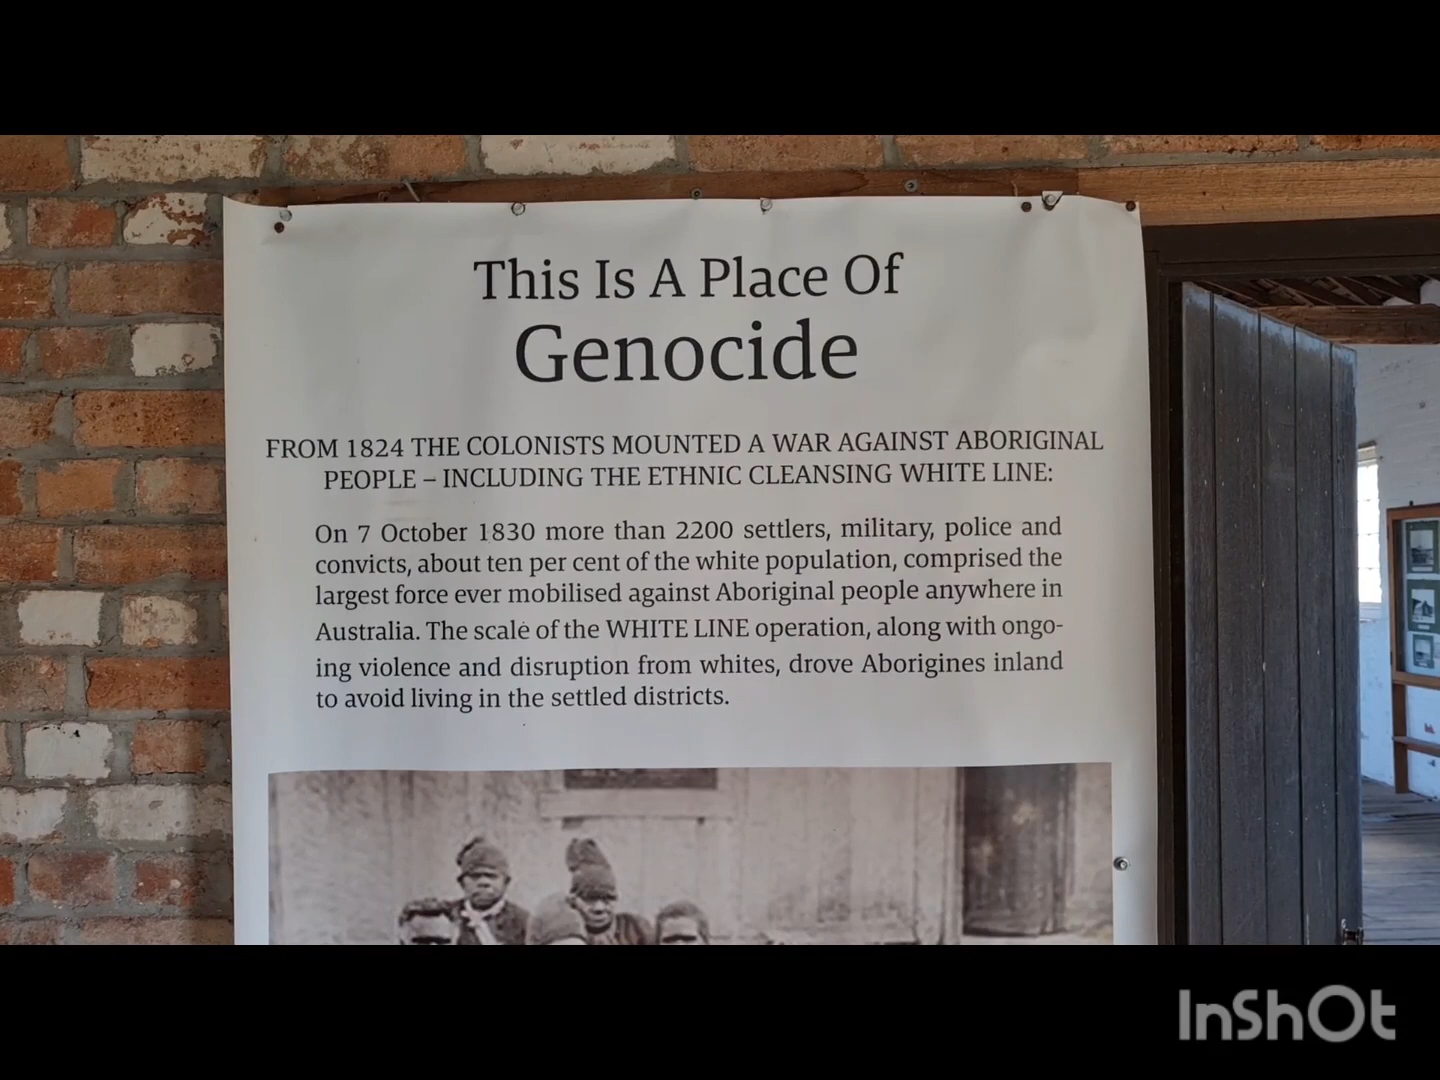 This Is A Place Of
Genocide
FROM 1824 THE COLONISTS MOUNTED A WAR AGAINST ABORIGINAL
PEOPLE – INCLUDING THE ETHNIC CLEANSING WHITE LINE:
On 7 October 1830 more than 2200 settlers, military, police and
convicts, about ten per cent of the white population, comprised the
largest force ever mobilised against Aboriginal people anywhere in
Australia. The scale of the WHITE LINE operation, along with ongo-
ing violence and disruption from whites, drove Aborigines inland
to avoid living in the settled districts.
InShOt